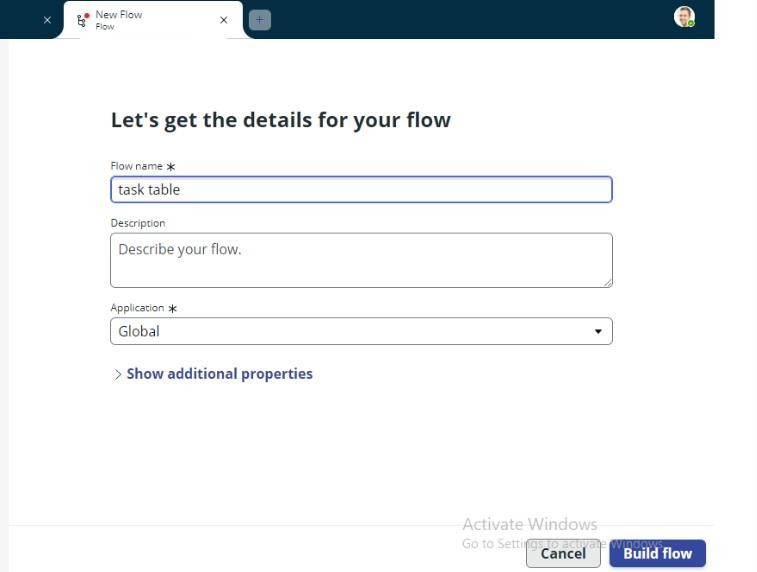 New Flow
Flow
Let's get the details for your flow
Flow name *
task table
Description
Describe your flow.
Application *
Global
Show additional properties
Activate Windows
Go to Settings to activate Windows.
Cancel
Build flow